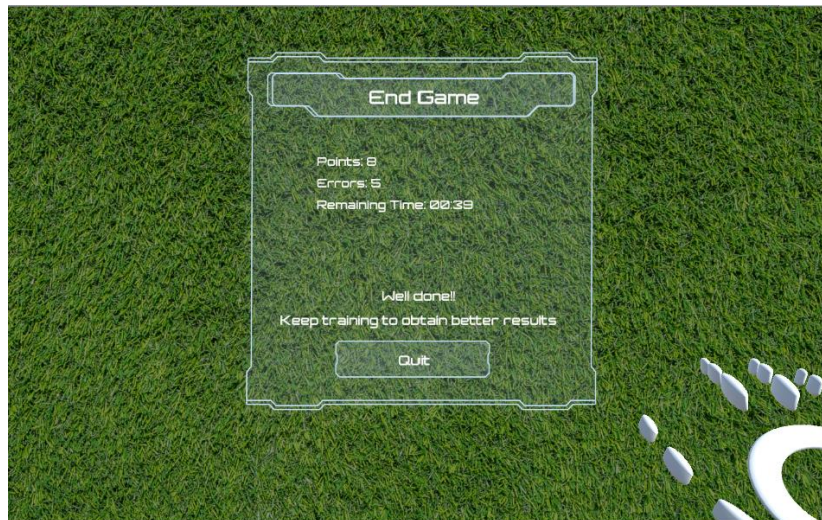 End Game
Points: 8
Errors: 5
Remaining Time: 00:39
Well done!!
Keep training to obtain better results
Quit